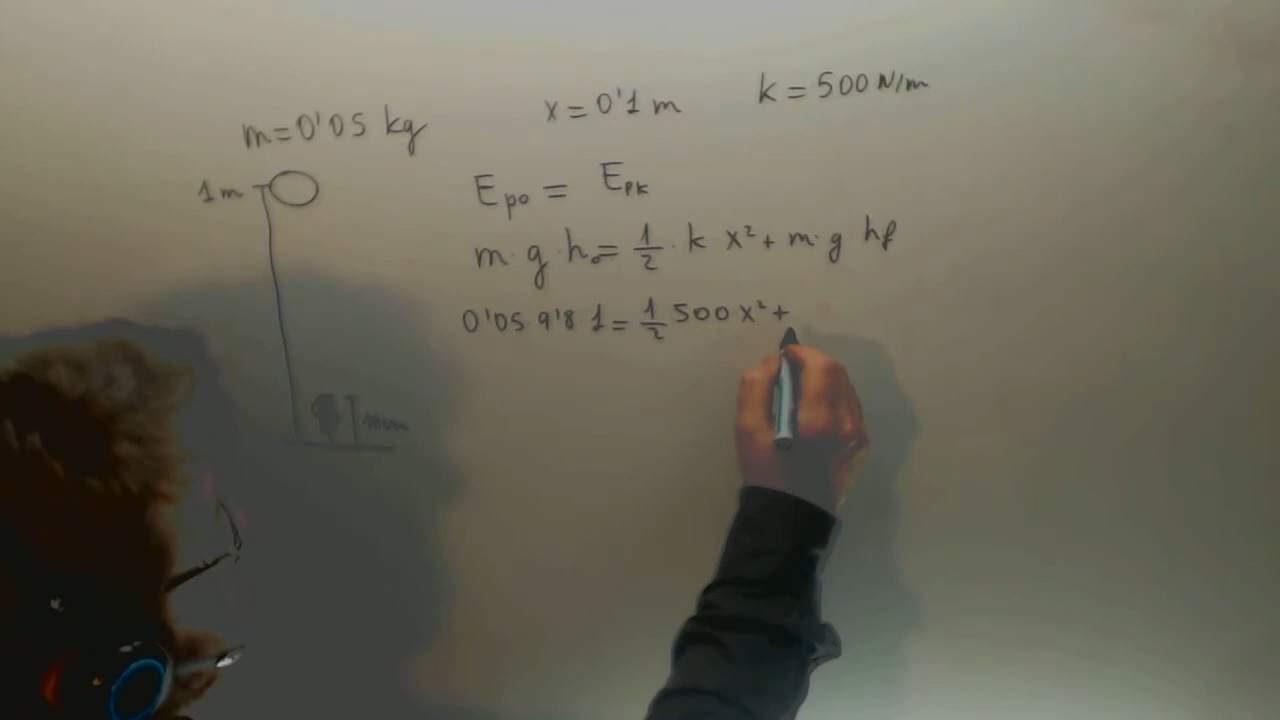 m=0'05 kg
x=0'1 m
k=500 N/m
1m
Epo = EPK
m·g·ho=1/2·k x²+m·g hf
0'05 9'8 1=1/2 500 x²+